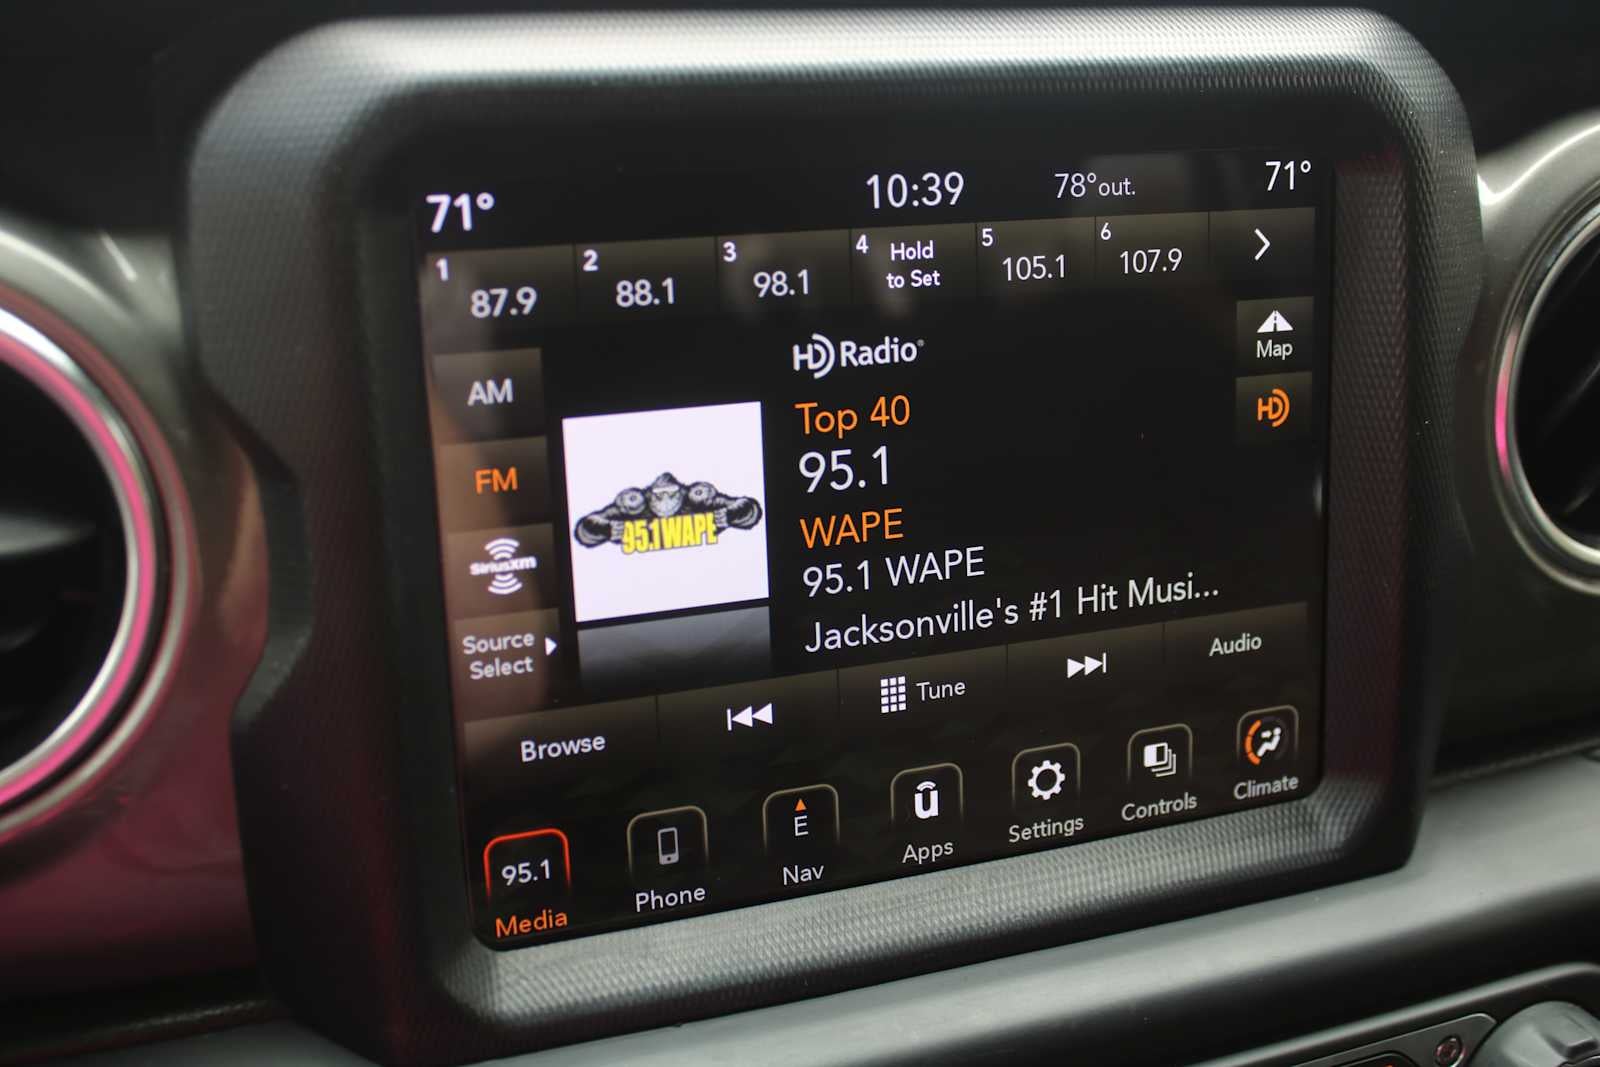 71° 10:39 78°out. 71°
1 87.9 2 88.1 3 98.1 4 Hold to Set 5 105.1 6 107.9
HD Radio®
Map
AM
HD
Top 40
95.1
FM
95.1 WAPE
WAPE
95.1 WAPE
SiriusXM
Jacksonville's #1 Hit Musi...
Source
Select
Audio
Tune
Browse
95.1 E u
Media Phone Nav Apps Settings Controls Climate